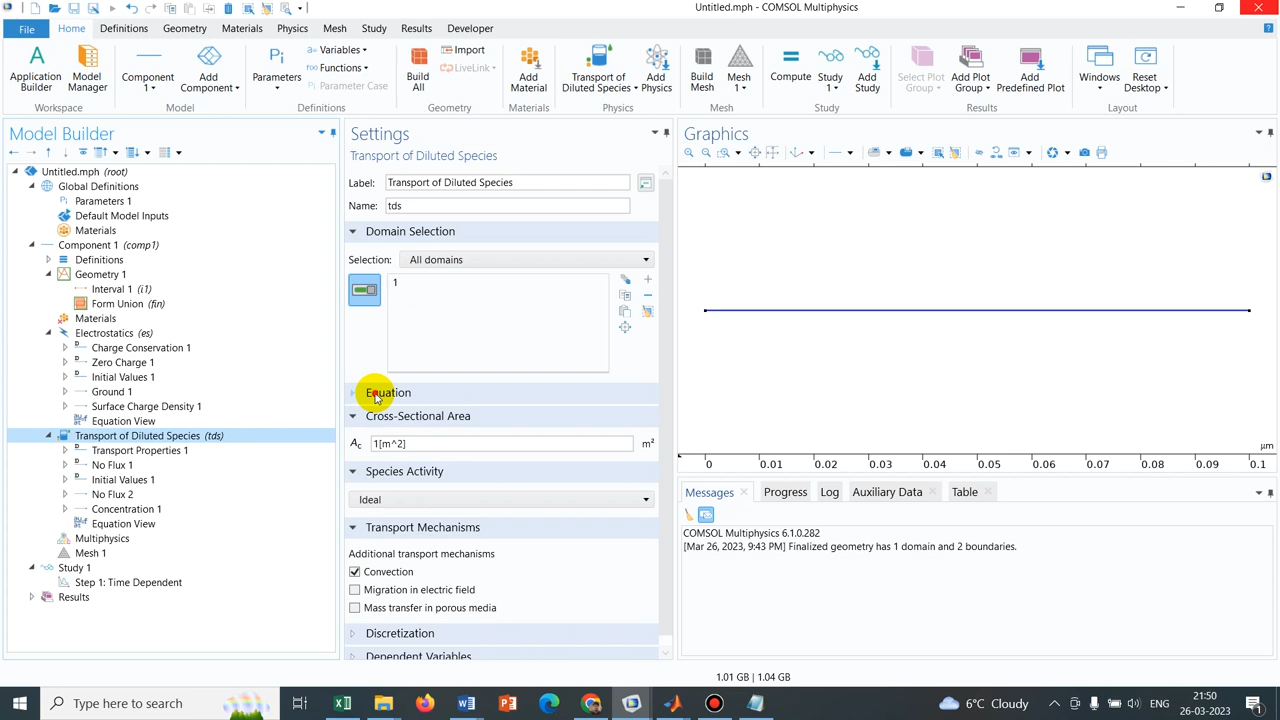 Untitled.mph - COMSOL Multiphysics
File Home Definitions Geometry Materials Physics Mesh Study Results Developer
Application Builder
Model Manager
Workspace
Component 1
Add Component
Model
Parameters
a= Variables
f(x) Functions
Pi Parameter Case
Definitions
Build All
Import
LiveLink
Geometry
Add Material
Materials
Transport of Diluted Species
Add Physics
Physics
Build Mesh
Mesh 1
Mesh
Compute
Study 1
Add Study
Study
Select Plot Group
Add Plot Group
Add Predefined Plot
Results
Windows
Reset Desktop
Layout
Model Builder
Untitled.mph (root)
Global Definitions
Pi Parameters 1
Default Model Inputs
Materials
Component 1 (comp1)
Definitions
Geometry 1
Interval 1 (i1)
Form Union (fin)
Materials
Electrostatics (es)
Charge Conservation 1
Zero Charge 1
Initial Values 1
Ground 1
Surface Charge Density 1
Equation View
Transport of Diluted Species (tds)
Transport Properties 1
No Flux 1
Initial Values 1
No Flux 2
Concentration 1
Equation View
Multiphysics
Mesh 1
Study 1
Step 1: Time Dependent
Results
Settings
Transport of Diluted Species
Label: Transport of Diluted Species
Name: tds
Domain Selection
Selection: All domains
1
Equation
Cross-Sectional Area
Ac 1[m^2] m²
Species Activity
Ideal
Transport Mechanisms
Additional transport mechanisms
Convection
Migration in electric field
Mass transfer in porous media
Discretization
Dependent Variables
Graphics
µm
0 0.01 0.02 0.03 0.04 0.05 0.06 0.07 0.08 0.09 0.1
Messages Progress Log Auxiliary Data Table
COMSOL Multiphysics 6.1.0.282
[Mar 26, 2023, 9:43 PM] Finalized geometry has 1 domain and 2 boundaries.
1.01 GB | 1.04 GB
Type here to search
6°C Cloudy
ENG
21:50
26-03-2023